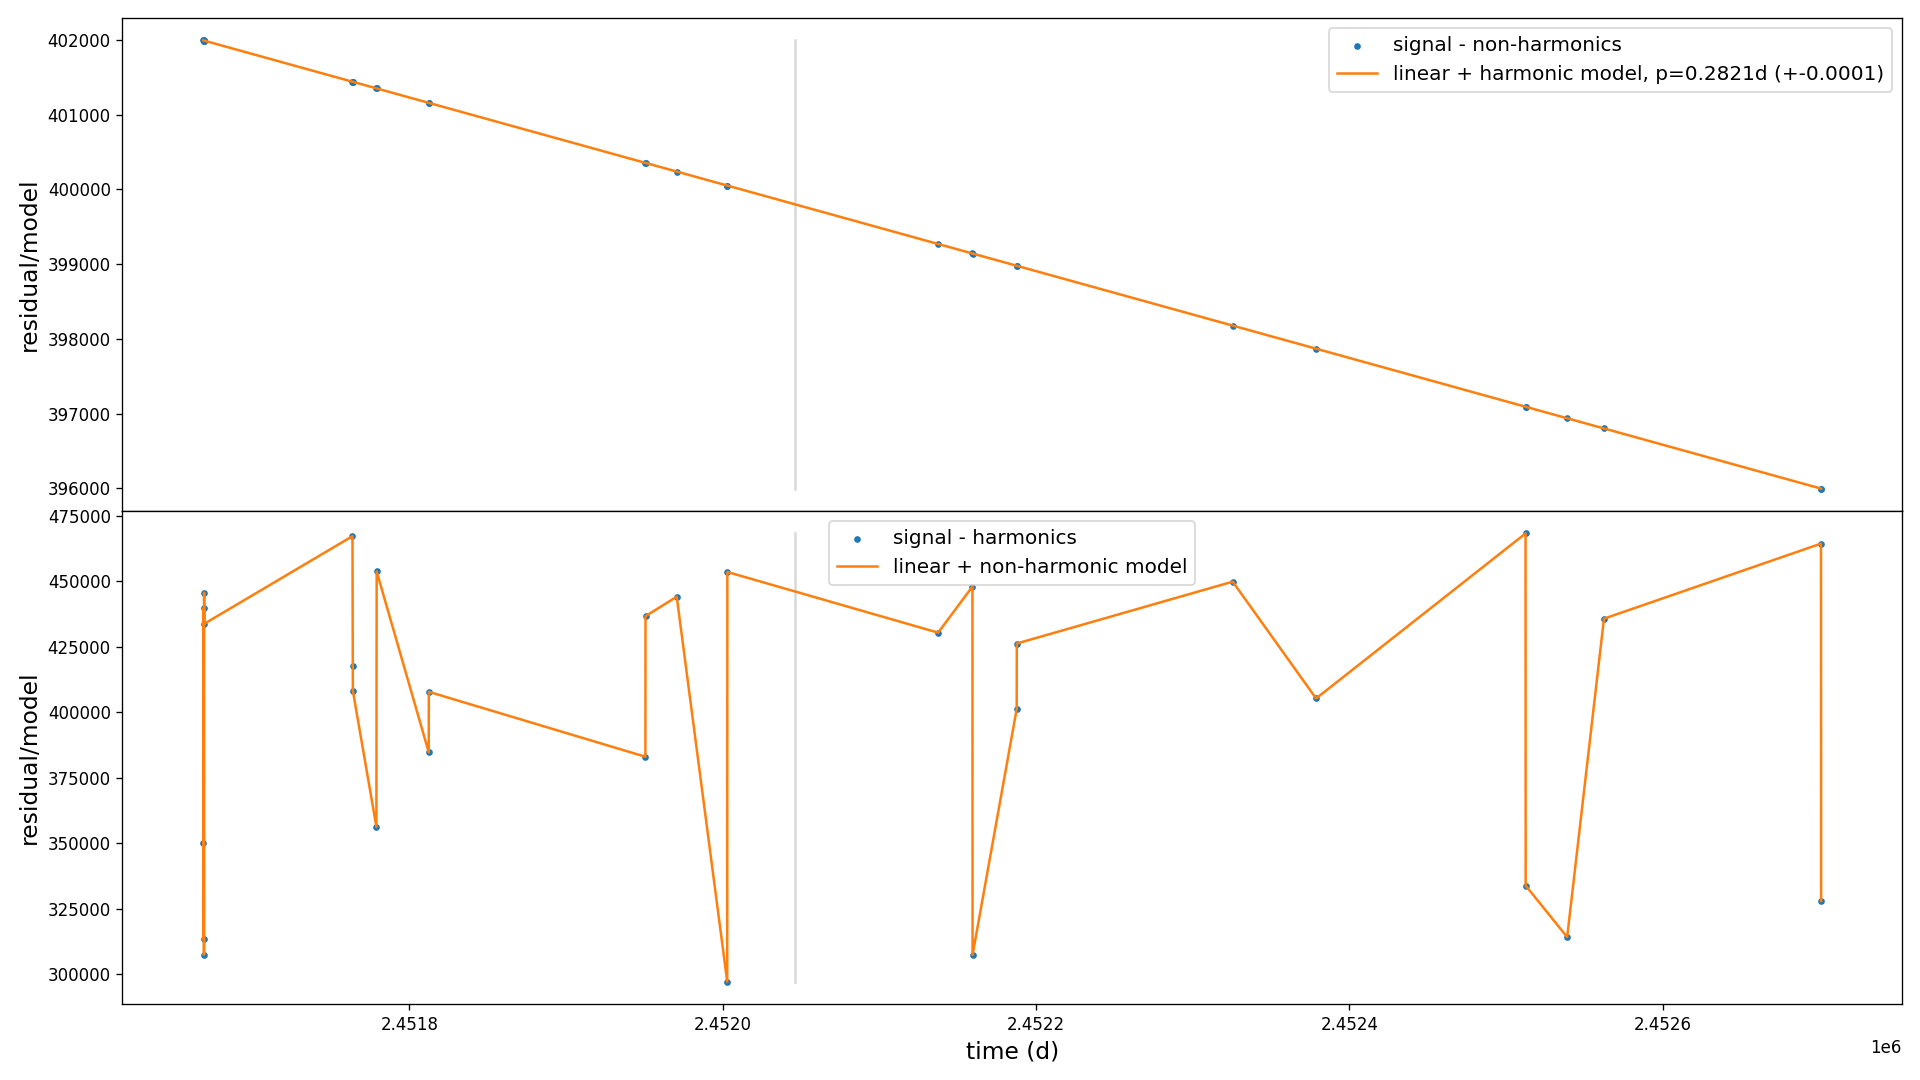 402000
401000
400000
399000
398000
397000
396000
residual/model
signal - non-harmonics
linear + harmonic model, p=0.2821d (+-0.0001)
475000
450000
425000
400000
375000
350000
325000
300000
residual/model
signal - harmonics
linear + non-harmonic model
2.4518
2.4520
2.4522
2.4524
2.4526
1e6
time (d)